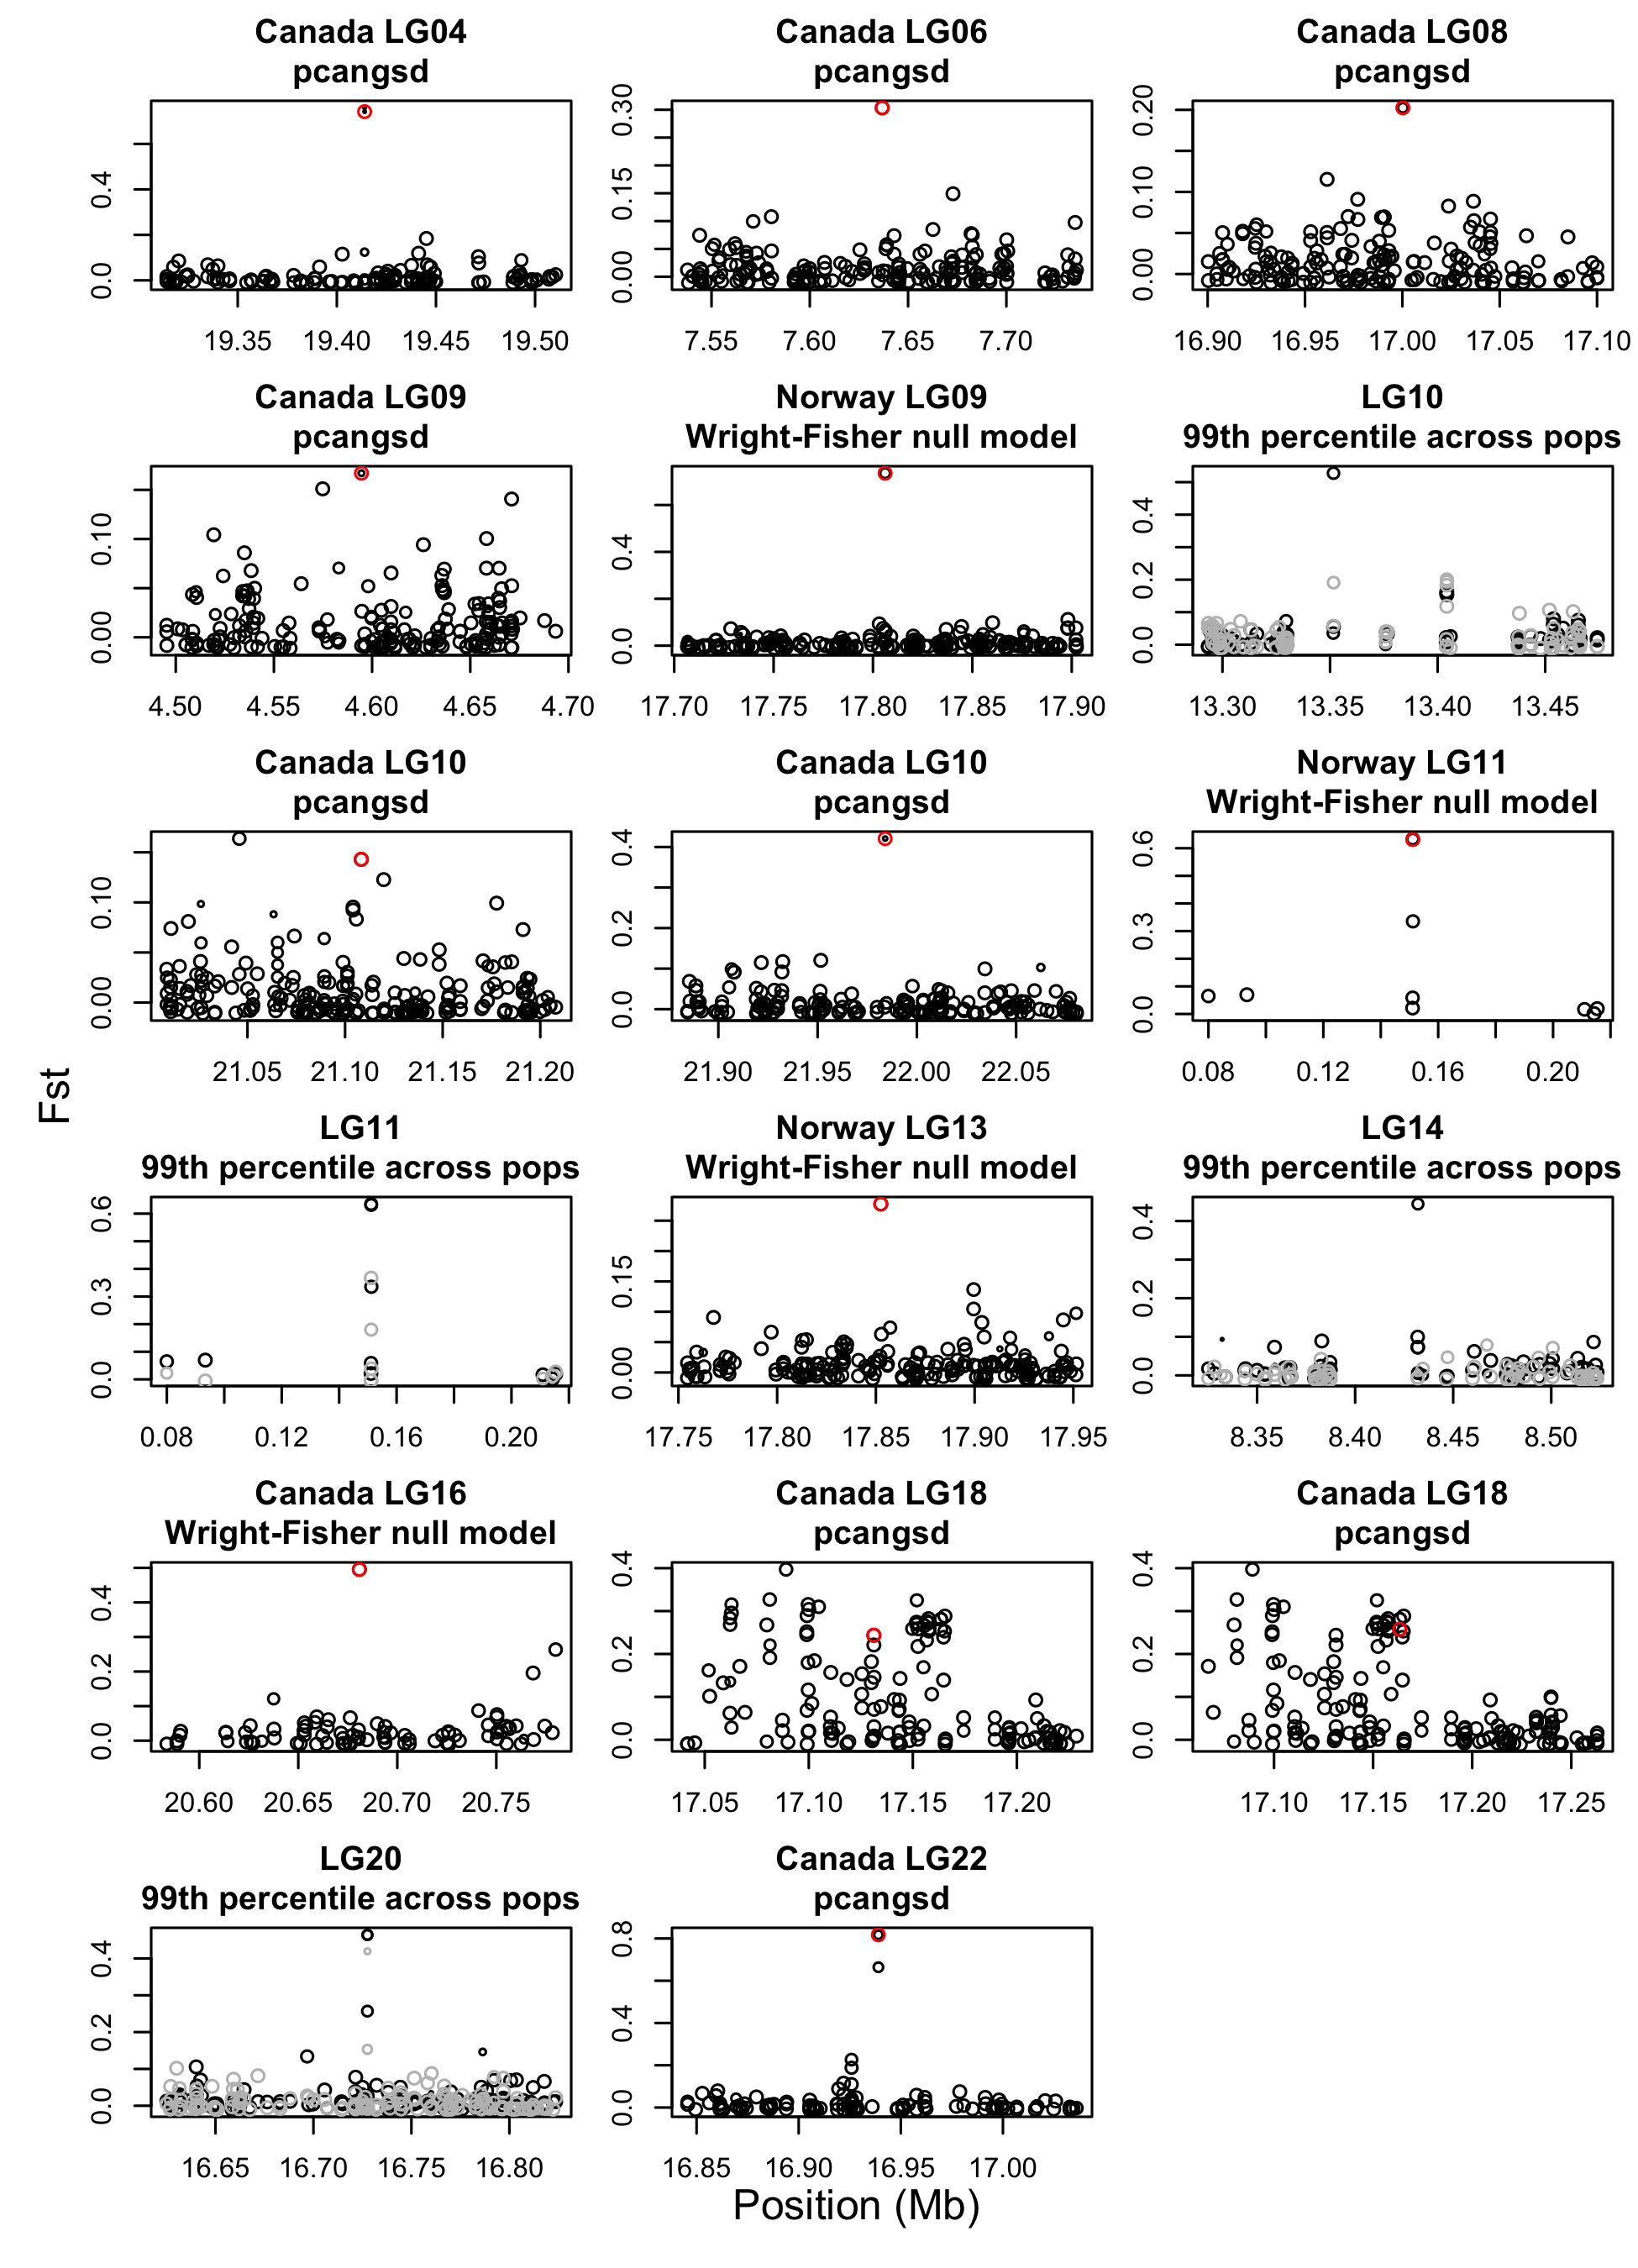 Canada LG04
pcangsd
Canada LG06
pcangsd
Canada LG08
pcangsd
0.0 0.4
19.35 19.40 19.45 19.50
0.00 0.15 0.30
7.55 7.60 7.65 7.70
0.00 0.10 0.20
16.90 16.95 17.00 17.05 17.10
Canada LG09
pcangsd
Norway LG09
Wright-Fisher null model
LG10
99th percentile across pops
0.00 0.10
4.50 4.55 4.60 4.65 4.70
0.0 0.4
17.70 17.75 17.80 17.85 17.90
0.0 0.2 0.4
13.30 13.35 13.40 13.45
Canada LG10
pcangsd
Canada LG10
pcangsd
Norway LG11
Wright-Fisher null model
0.00 0.10
21.05 21.10 21.15 21.20
0.0 0.2 0.4
21.90 21.95 22.00 22.05
0.0 0.3 0.6
0.08 0.12 0.16 0.20
Fst
LG11
99th percentile across pops
Norway LG13
Wright-Fisher null model
LG14
99th percentile across pops
0.0 0.3 0.6
0.08 0.12 0.16 0.20
0.00 0.15
17.75 17.80 17.85 17.90 17.95
0.0 0.2 0.4
8.35 8.40 8.45 8.50
Canada LG16
Wright-Fisher null model
Canada LG18
pcangsd
Canada LG18
pcangsd
0.0 0.2 0.4
20.60 20.65 20.70 20.75
0.0 0.2 0.4
17.05 17.10 17.15 17.20
0.0 0.2 0.4
17.10 17.15 17.20 17.25
LG20
99th percentile across pops
Canada LG22
pcangsd
0.0 0.2 0.4
16.65 16.70 16.75 16.80
0.0 0.4 0.8
16.85 16.90 16.95 17.00
Position (Mb)